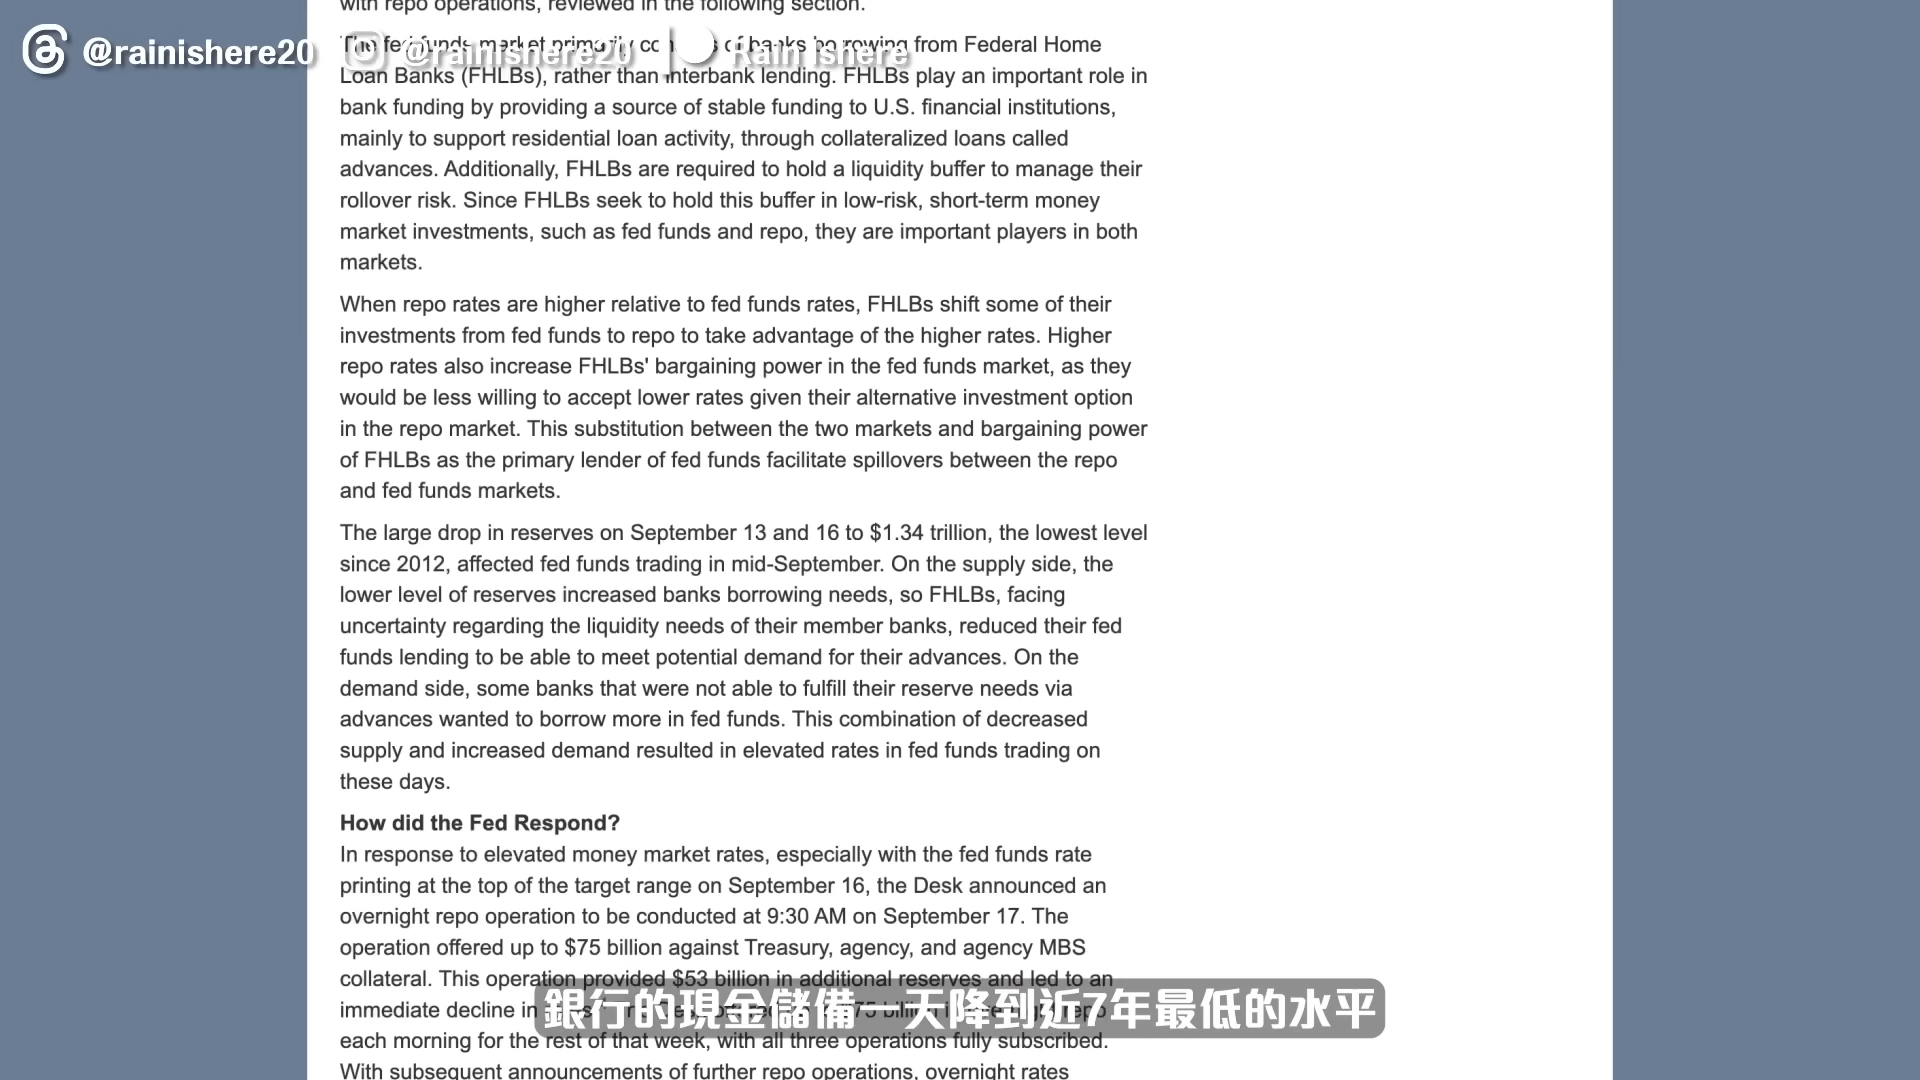 with repo operations, reviewed in the following section.
@rainishere20
@rainishere20
Rain ishere
The fed funds market primarily of banks borrowing from Federal Home
Loan Banks (FHLBs), rather than interbank lending. FHLBs play an important role in
bank funding by providing a source of stable funding to U.S. financial institutions,
mainly to support residential loan activity, through collateralized loans called
advances. Additionally, FHLBs are required to hold a liquidity buffer to manage their
rollover risk. Since FHLBs seek to hold this buffer in low-risk, short-term money
market investments, such as fed funds and repo, they are important players in both
markets.
When repo rates are higher relative to fed funds rates, FHLBs shift some of their
investments from fed funds to repo to take advantage of the higher rates. Higher
repo rates also increase FHLBs' bargaining power in the fed funds market, as they
would be less willing to accept lower rates given their alternative investment option
in the repo market. This substitution between the two markets and bargaining power
of FHLBs as the primary lender of fed funds facilitate spillovers between the repo
and fed funds markets.
The large drop in reserves on September 13 and 16 to $1.34 trillion, the lowest level
since 2012, affected fed funds trading in mid-September. On the supply side, the
lower level of reserves increased banks borrowing needs, so FHLBs, facing
uncertainty regarding the liquidity needs of their member banks, reduced their fed
funds lending to be able to meet potential demand for their advances. On the
demand side, some banks that were not able to fulfill their reserve needs via
advances wanted to borrow more in fed funds. This combination of decreased
supply and increased demand resulted in elevated rates in fed funds trading on
these days.
How did the Fed Respond?
In response to elevated money market rates, especially with the fed funds rate
printing at the top of the target range on September 16, the Desk announced an
overnight repo operation to be conducted at 9:30 AM on September 17. The
operation offered up to $75 billion against Treasury, agency, and agency MBS
collateral. This operation provided $53 billion in additional reserves and led to an
immediate decline in
銀行的現金儲備一天降到近7年最低的水平
each morning for the rest of that week, with all three operations fully subscribed.
With subsequent announcements of further repo operations, overnight rates